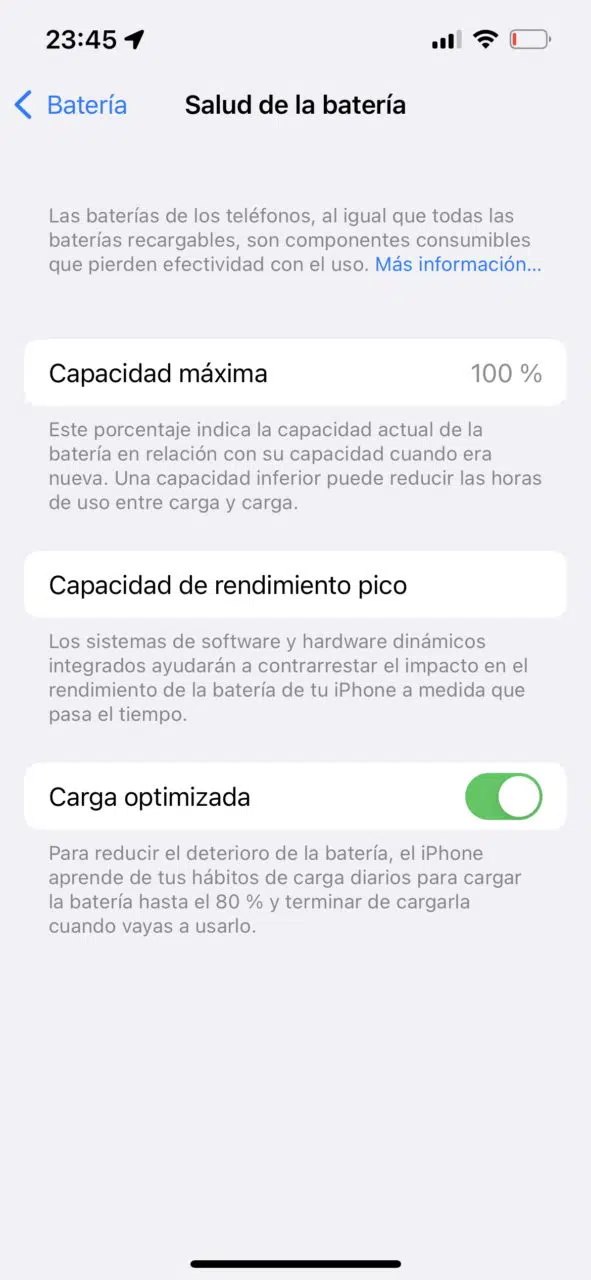 23:45
Batería
Salud de la batería
Las baterías de los teléfonos, al igual que todas las
baterías recargables, son componentes consumibles
que pierden efectividad con el uso. Más información...
Capacidad máxima 100 %
Este porcentaje indica la capacidad actual de la
batería en relación con su capacidad cuando era
nueva. Una capacidad inferior puede reducir las horas
de uso entre carga y carga.
Capacidad de rendimiento pico
Los sistemas de software y hardware dinámicos
integrados ayudarán a contrarrestar el impacto en el
rendimiento de la batería de tu iPhone a medida que
pasa el tiempo.
Carga optimizada
Para reducir el deterioro de la batería, el iPhone
aprende de tus hábitos de carga diarios para cargar
la batería hasta el 80 % y terminar de cargarla
cuando vayas a usarlo.